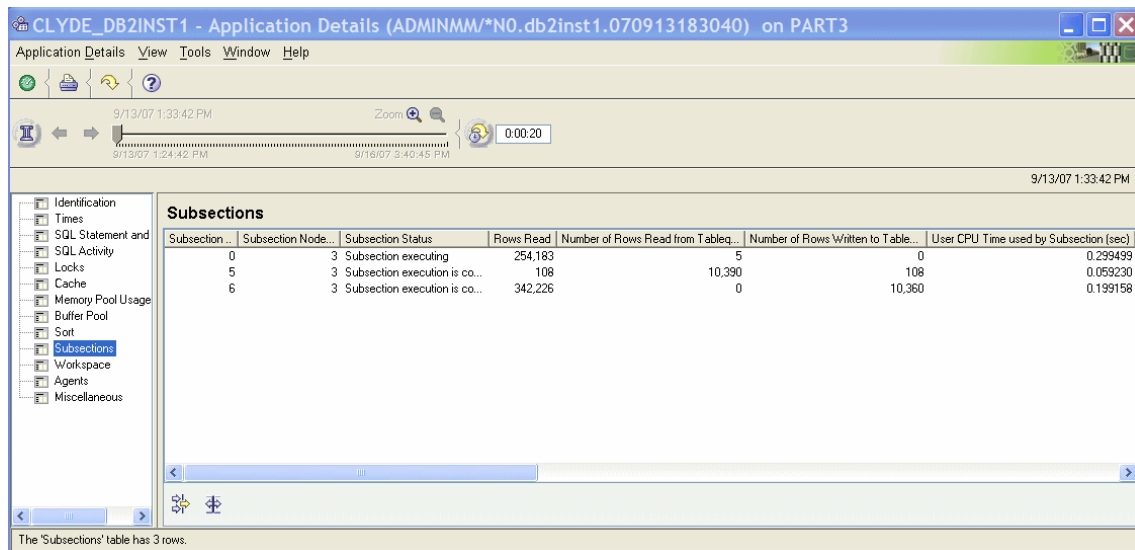 CLYDE_DB2INST1 - Application Details (ADMINMM/*N0.db2inst1.070913183040) on PART3
Application Details View Tools Window Help
9/13/07 1:33:42 PM Zoom
0:00:20
9/13/07 1:24:42 PM 9/16/07 3:40:45 PM
9/13/07 1:33:42 PM
Identification
Times
SQL Statement and
SQL Activity
Locks
Cache
Memory Pool Usage
Buffer Pool
Sort
Subsections
Workspace
Agents
Miscellaneous
Subsections
Subsection .. Subsection Node... Subsection Status Rows Read Number of Rows Read from Tableq... Number of Rows Written to Table... User CPU Time used by Subsection (sec)
0 3 Subsection executing 254,183 5 0 0.299499
5 3 Subsection execution is co... 108 10,390 108 0.059230
6 3 Subsection execution is co... 342,226 0 10,360 0.199158
The 'Subsections' table has 3 rows.